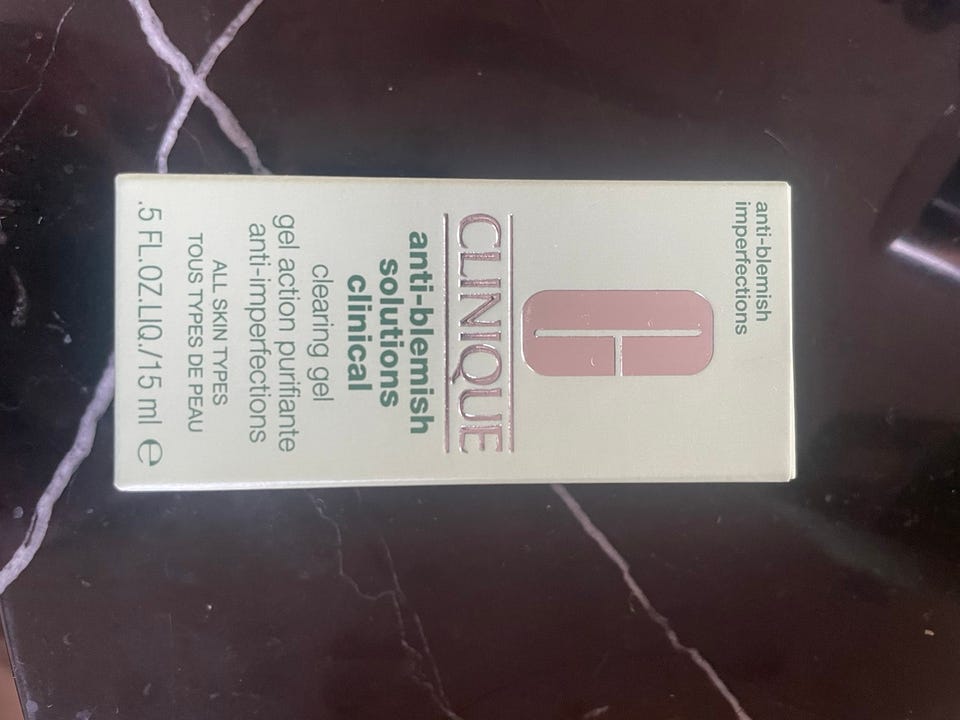 anti-blemish
imperfections
CLINIQUE
anti-blemish
solutions
clinical
clearing gel
gel action purifiante
anti-imperfections
ALL SKIN TYPES
TOUS TYPES DE PEAU
.5 FL.OZ.LIQ./15 ml ℮